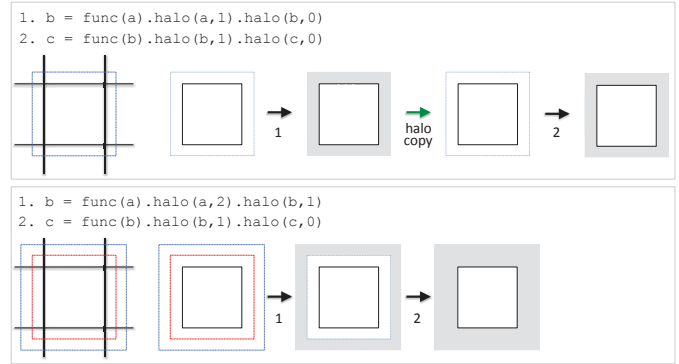 1. b = func(a).halo(a,1).halo(b,0)
2. c = func(b).halo(b,1).halo(c,0)
1
halo
copy
2
1. b = func(a).halo(a,2).halo(b,1)
2. c = func(b).halo(b,1).halo(c,0)
1
2